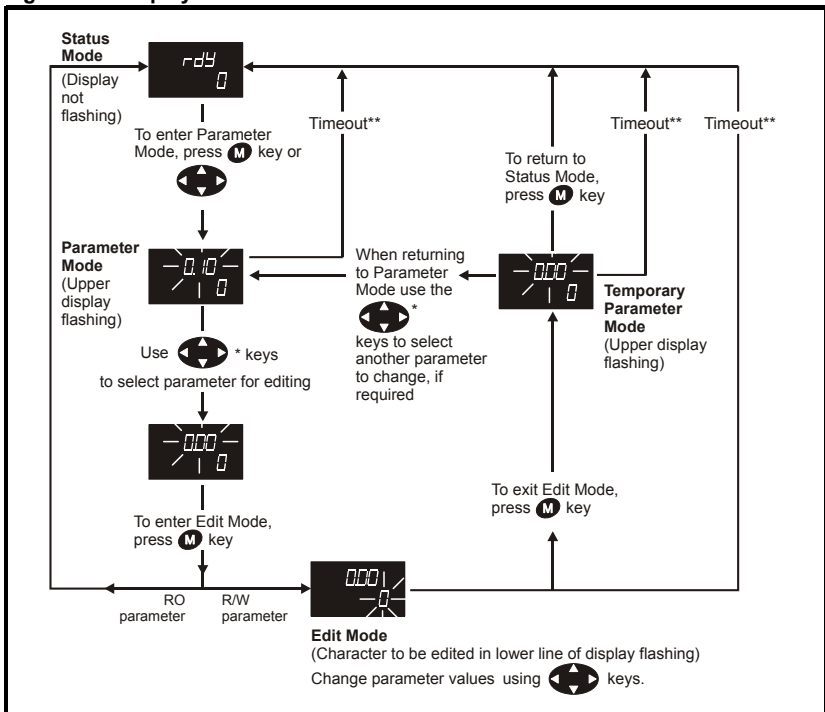 Status
Mode
(Display
not
flashing)
rdY
0
To enter Parameter
Mode, press M key or
Timeout**
To return to
Status Mode,
press M key
Timeout**
Timeout**
Parameter
Mode
(Upper
display
flashing)
0.10
0
When returning
to Parameter
Mode use the
*
keys to select
another parameter
to change, if
required
0.00
0
Temporary
Parameter
Mode
(Upper display
flashing)
Use * keys
to select parameter for editing
0.00
0
To enter Edit Mode,
press M key
To exit Edit Mode,
press M key
RO
parameter
R/W
parameter
0.00
0
Edit Mode
(Character to be edited in lower line of display flashing)
Change parameter values using keys.